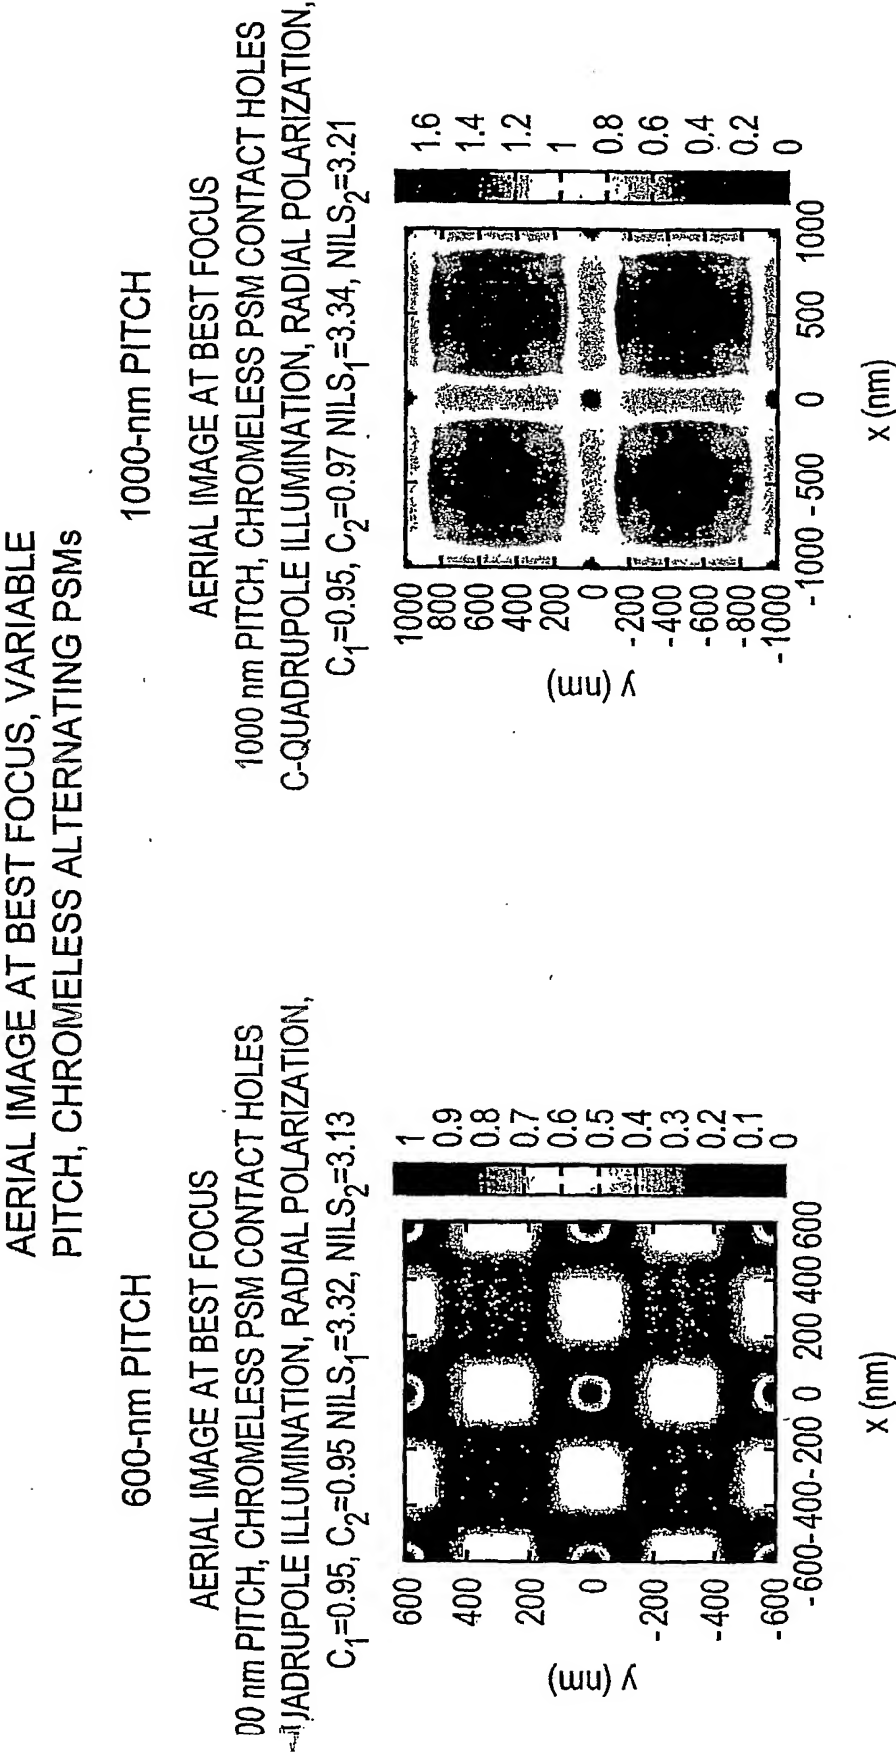 AERIAL IMAGE AT BEST FOCUS, VARIABLE
PITCH, CHROMELESS ALTERNATING PSMs
600-nm PITCH
AERIAL IMAGE AT BEST FOCUS
00 nm PITCH, CHROMELESS PSM CONTACT HOLES
UADRUPOLE ILLUMINATION, RADIAL POLARIZATION,
C1=0.95, C2=0.95 NILS1=3.32, NILS2=3.13
600
400
200
0
-200
-400
-600
y (nm)
-600-400-200 0 200 400 600
x (nm)
1
0.9
0.8
0.7
0.6
0.5
0.4
0.3
0.2
0.1
0
1000-nm PITCH
AERIAL IMAGE AT BEST FOCUS
1000 nm PITCH, CHROMELESS PSM CONTACT HOLES
C-QUADRUPOLE ILLUMINATION, RADIAL POLARIZATION,
C1=0.95, C2=0.97 NILS1=3.34, NILS2=3.21
1000
800
600
400
200
0
-200
-400
-600
-800
-1000
y (nm)
-1000 -500 0 500 1000
x (nm)
1.6
1.4
1.2
1
0.8
0.6
0.4
0.2
0